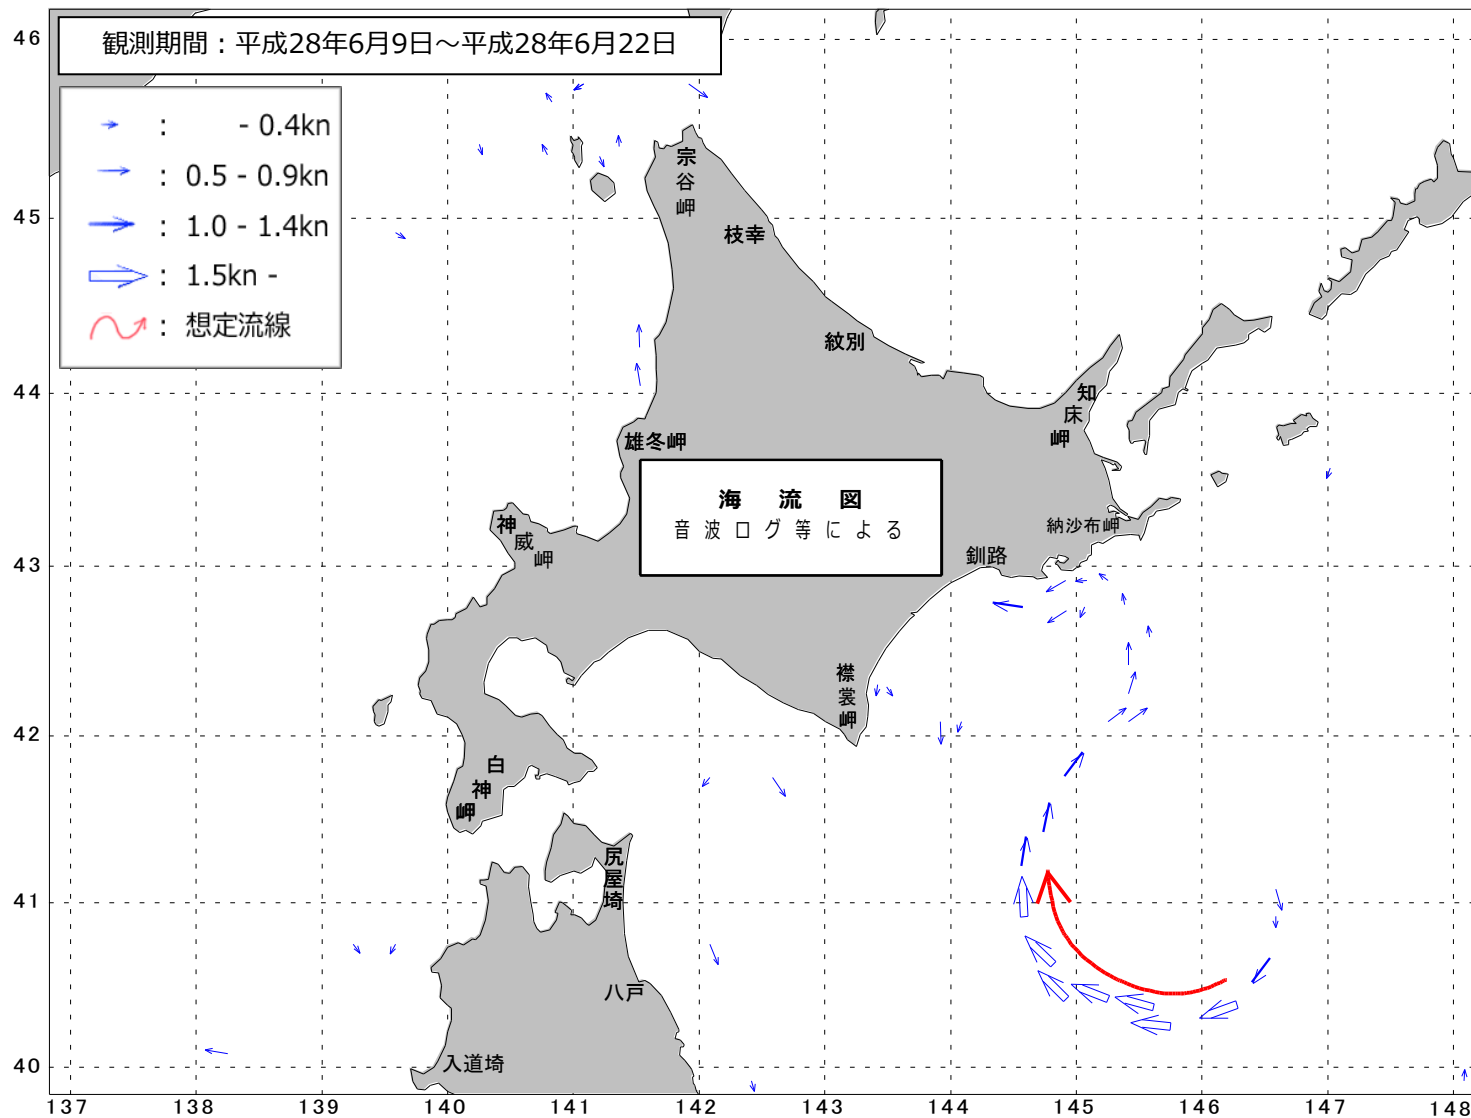 観測期間：平成28年6月9日～平成28年6月22日
： - 0.4kn
： 0.5 - 0.9kn
： 1.0 - 1.4kn
： 1.5kn -
： 想定流線
46
45
44
43
42
41
40
宗谷岬
枝幸
紋別
知床岬
雄冬岬
海流図
音波ログ等による
神威岬
納沙布岬
釧路
襟裳岬
白神岬
尻屋埼
八戸
入道埼
137 138 139 140 141 142 143 144 145 146 147 148